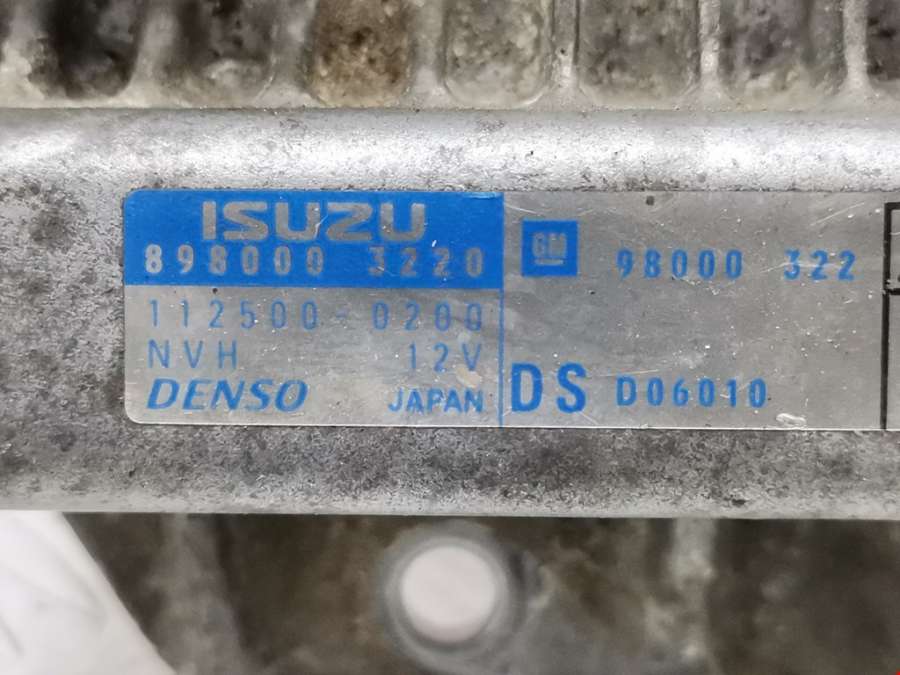 ISUZU
898000 3220
112500-0200
NVH 12V
DENSO JAPAN
GM
98000 322
DS D06010